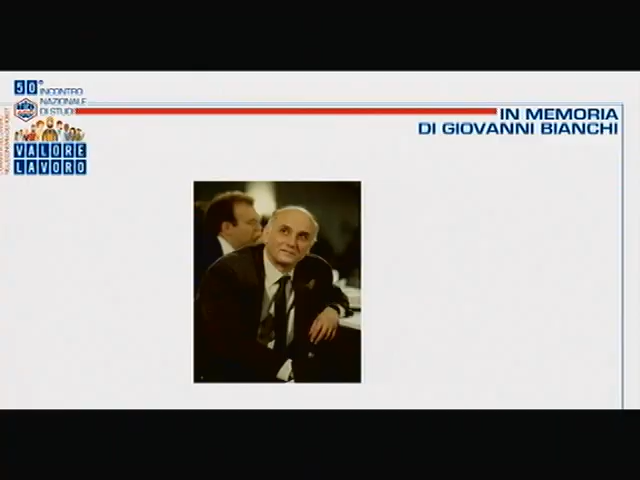 50°
INCONTRO
NAZIONALE
DI STUDI
VALORE
LAVORO
IN MEMORIA
DI GIOVANNI BIANCHI